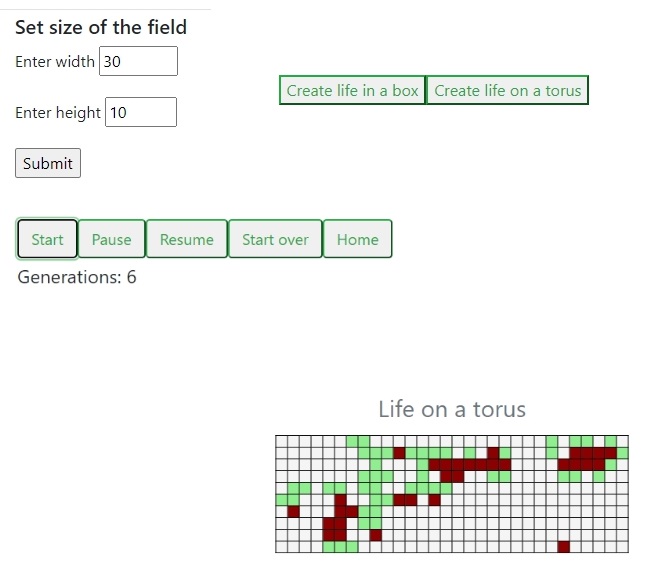 Set size of the field
Enter width 30
Enter height 10
Submit
Create life in a box Create life on a torus
Start Pause Resume Start over Home
Generations: 6
Life on a torus